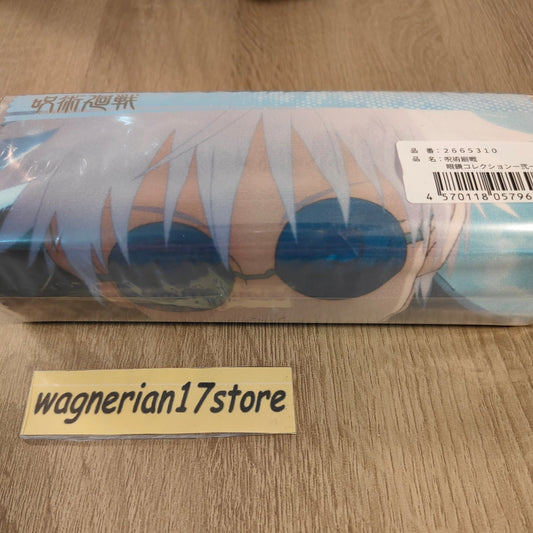 呪術廻戦
品番:2665310
品名:呪術廻戦
眼鏡コレクション-弐-
4 570118 05796
wagnerian17store